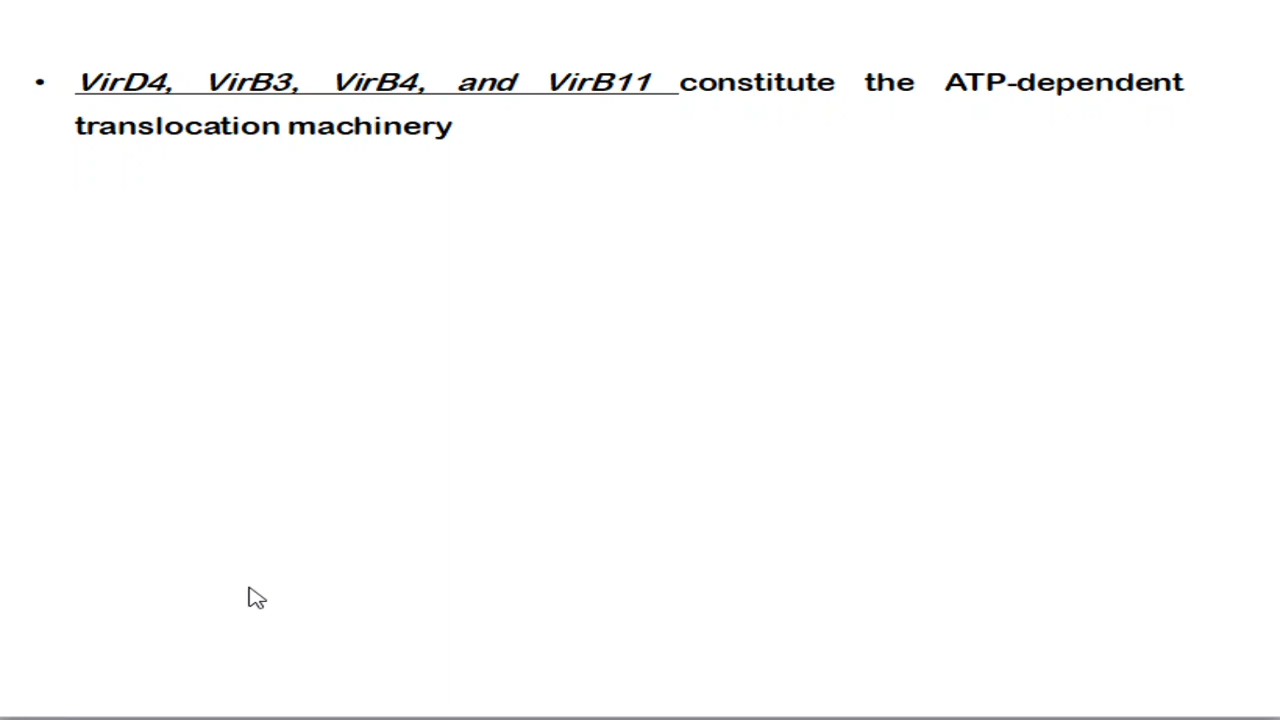 • VirD4, VirB3, VirB4, and VirB11 constitute the ATP-dependent
translocation machinery